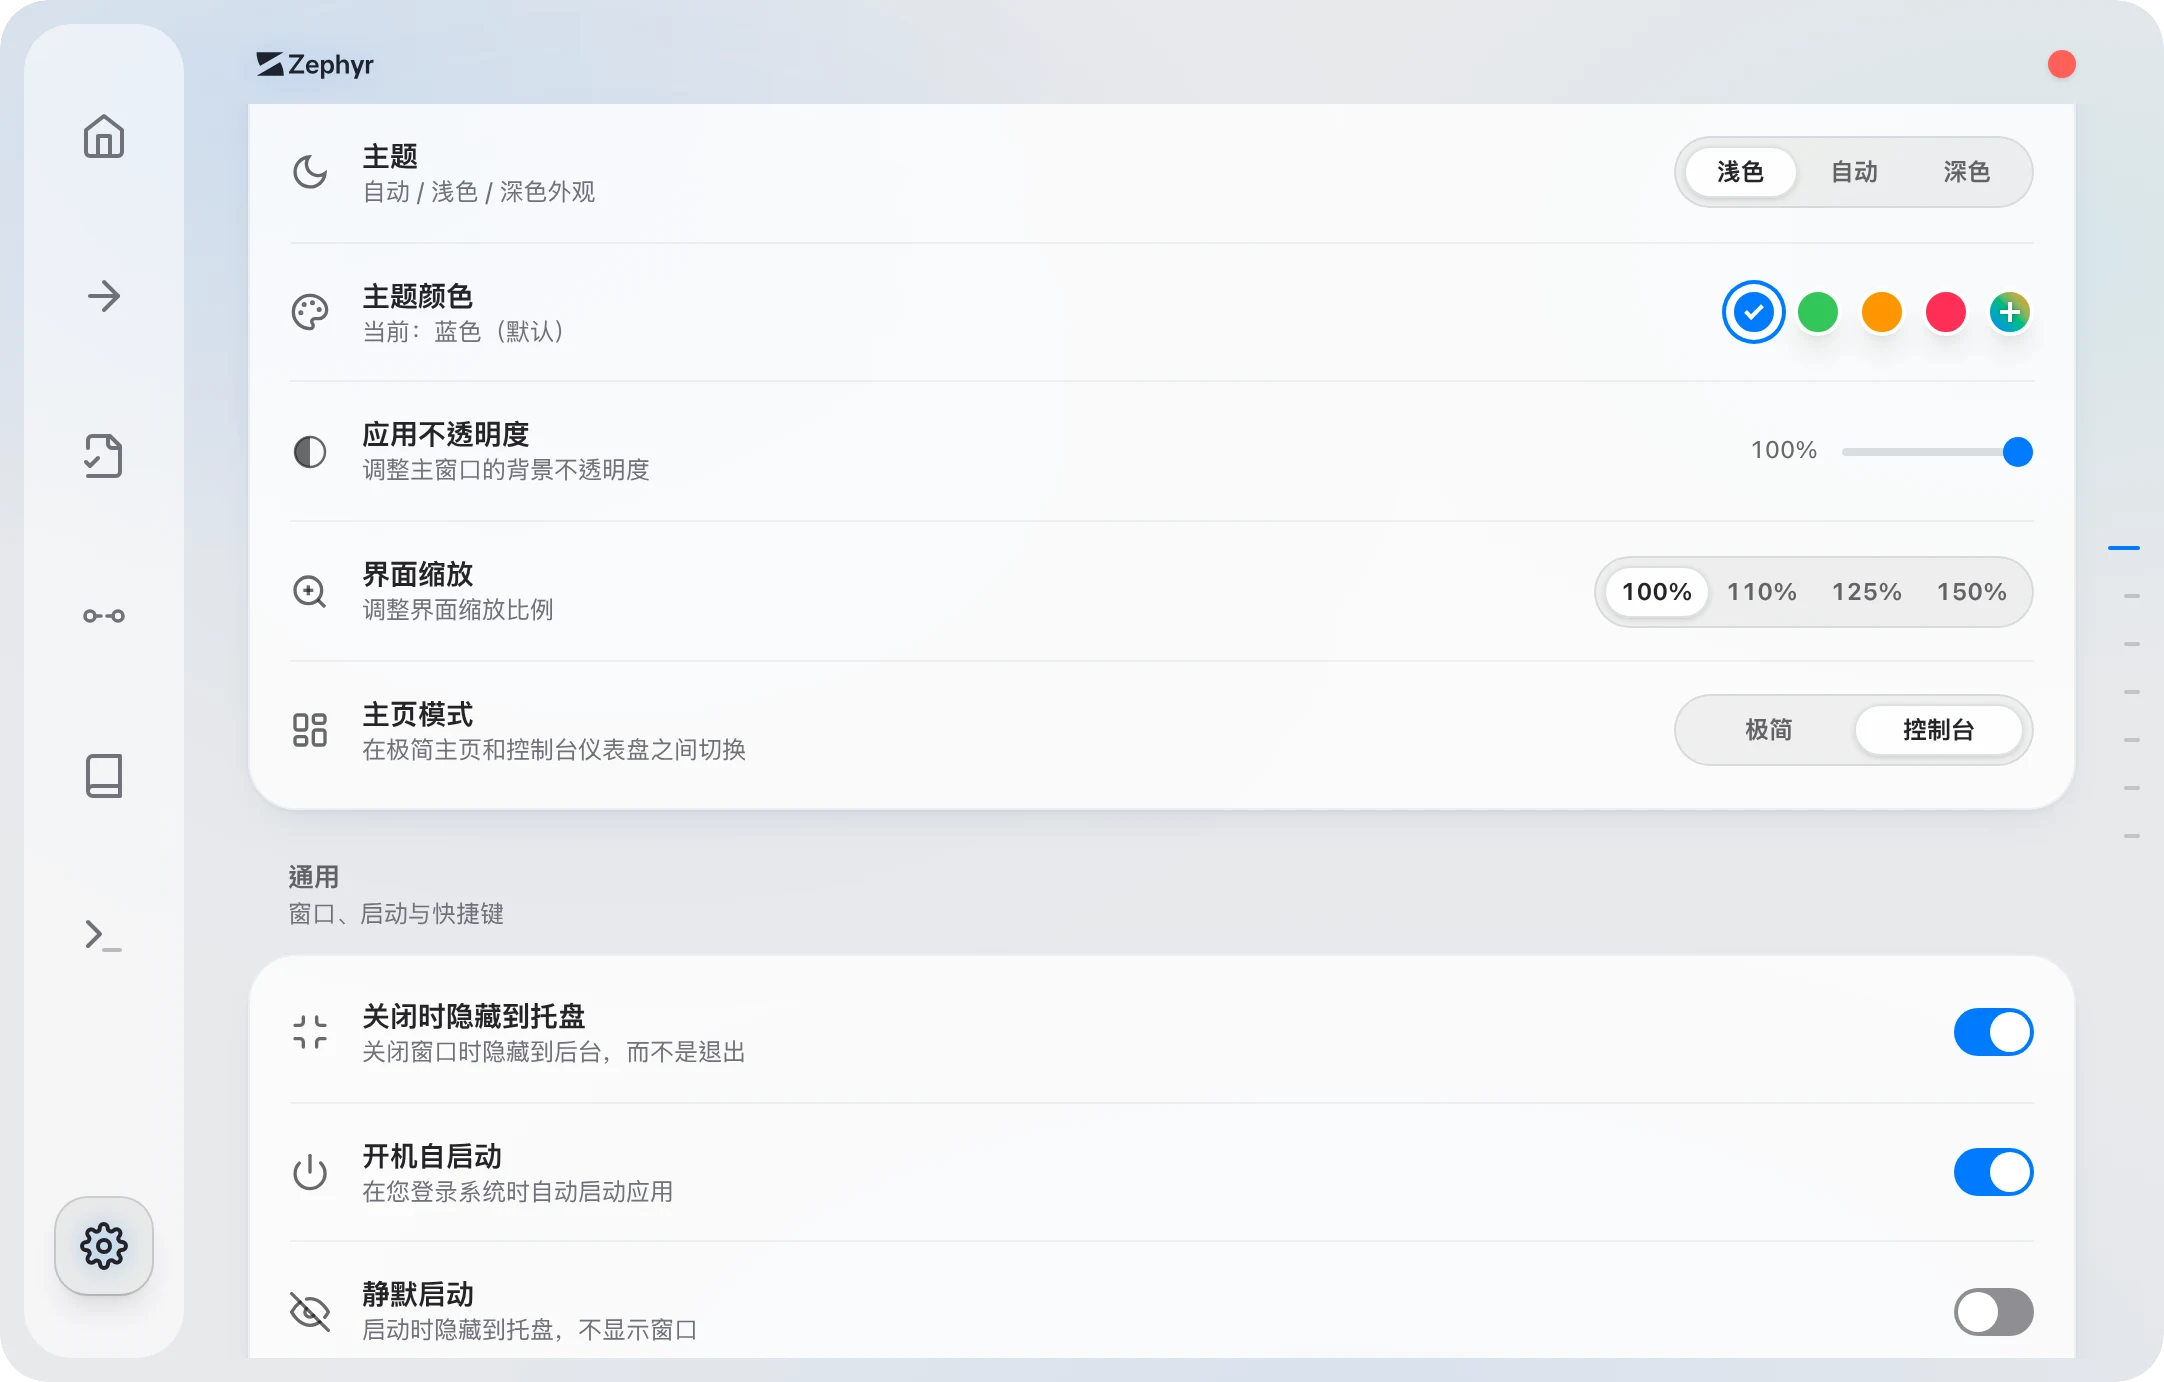 Zephyr
主题
自动 / 浅色 / 深色外观
浅色 自动 深色
主题颜色
当前：蓝色（默认）
应用不透明度
调整主窗口的背景不透明度
100%
界面缩放
调整界面缩放比例
100% 110% 125% 150%
主页模式
在极简主页和控制台仪表盘之间切换
极简 控制台
通用
窗口、启动与快捷键
关闭时隐藏到托盘
关闭窗口时隐藏到后台，而不是退出
开机自启动
在您登录系统时自动启动应用
静默启动
启动时隐藏到托盘，不显示窗口